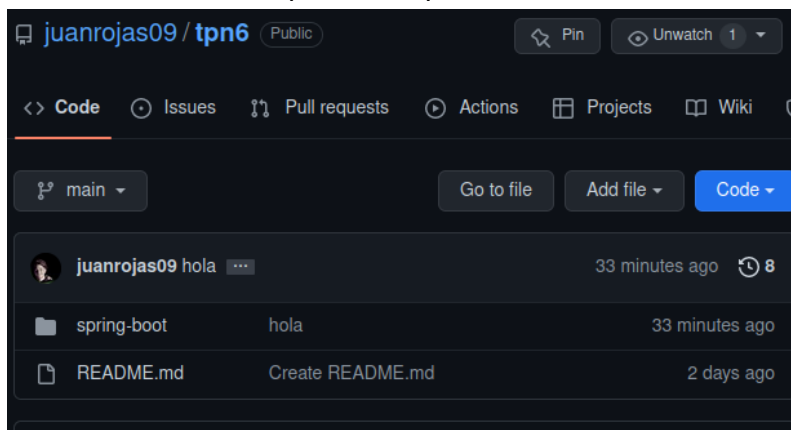 juanrojas09 / tpn6 Public Pin Unwatch 1
Code Issues Pull requests Actions Projects Wiki
main Go to file Add file Code
juanrojas09 hola ... 33 minutes ago 8
spring-boot hola 33 minutes ago
README.md Create README.md 2 days ago